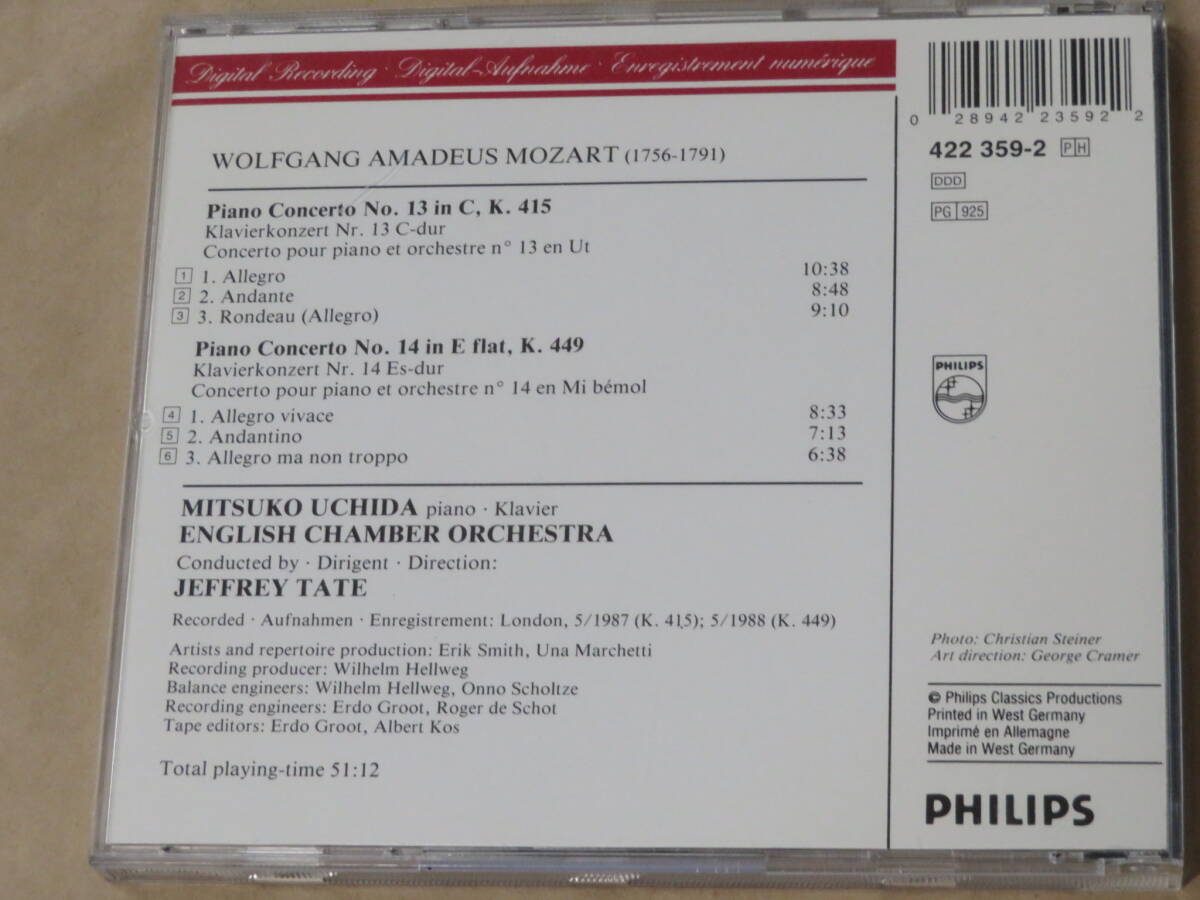 Digital Recording · Digital-Aufnahme · Enregistrement numérique
WOLFGANG AMADEUS MOZART (1756-1791)
Piano Concerto No. 13 in C, K. 415
Klavierkonzert Nr. 13 C-dur
Concerto pour piano et orchestre n° 13 en Ut
1 1. Allegro 10:38
2 2. Andante 8:48
3 3. Rondeau (Allegro) 9:10
Piano Concerto No. 14 in E flat, K. 449
Klavierkonzert Nr. 14 Es-dur
Concerto pour piano et orchestre n° 14 en Mi bémol
4 1. Allegro vivace 8:33
5 2. Andantino 7:13
6 3. Allegro ma non troppo 6:38
MITSUKO UCHIDA piano · Klavier
ENGLISH CHAMBER ORCHESTRA
Conducted by · Dirigent · Direction:
JEFFREY TATE
Recorded · Aufnahmen · Enregistrement: London, 5/1987 (K. 415); 5/1988 (K. 449)
Artists and repertoire production: Erik Smith, Una Marchetti
Recording producer: Wilhelm Hellweg
Balance engineers: Wilhelm Hellweg, Onno Scholtze
Recording engineers: Erdo Groot, Roger de Schot
Tape editors: Erdo Groot, Albert Kos
Total playing-time 51:12
0 28942 23592 2
422 359-2 PH
DDD
PG 925
PHILIPS
Photo: Christian Steiner
Art direction: George Cramer
© Philips Classics Productions
Printed in West Germany
Imprimé en Allemagne
Made in West Germany
PHILIPS